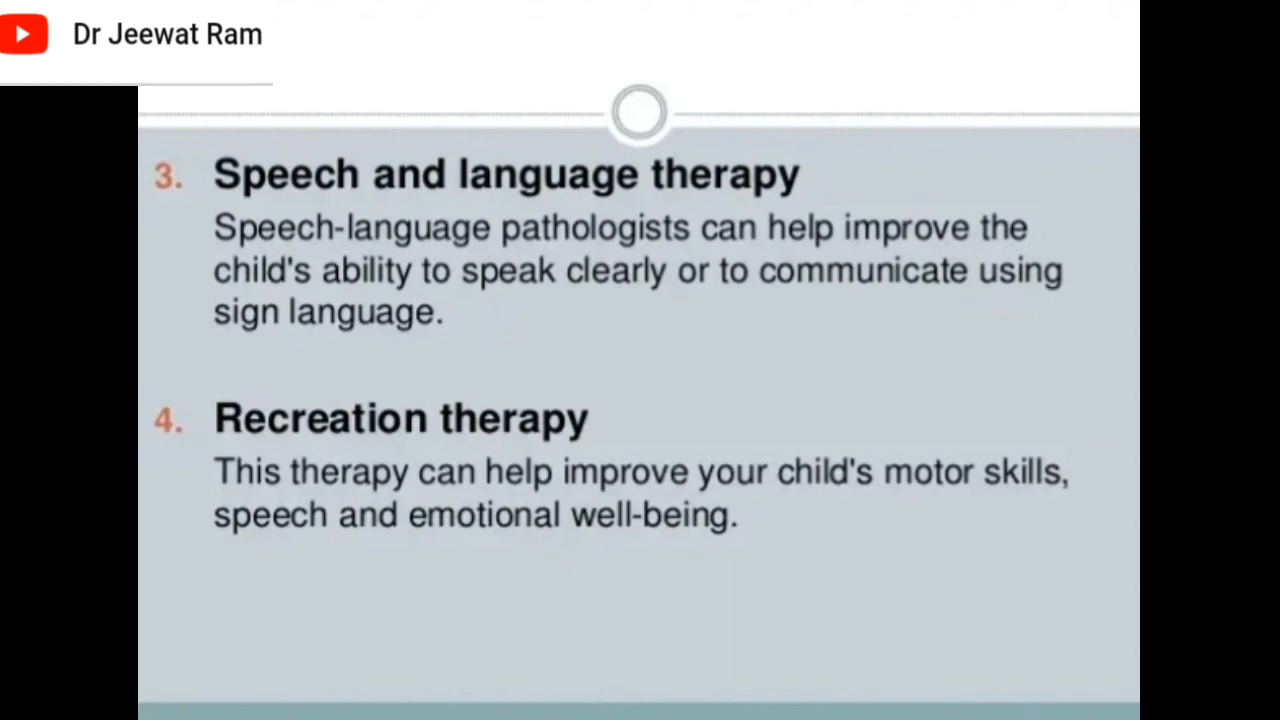 Dr Jeewat Ram
3. Speech and language therapy
Speech-language pathologists can help improve the
child's ability to speak clearly or to communicate using
sign language.
4. Recreation therapy
This therapy can help improve your child's motor skills,
speech and emotional well-being.